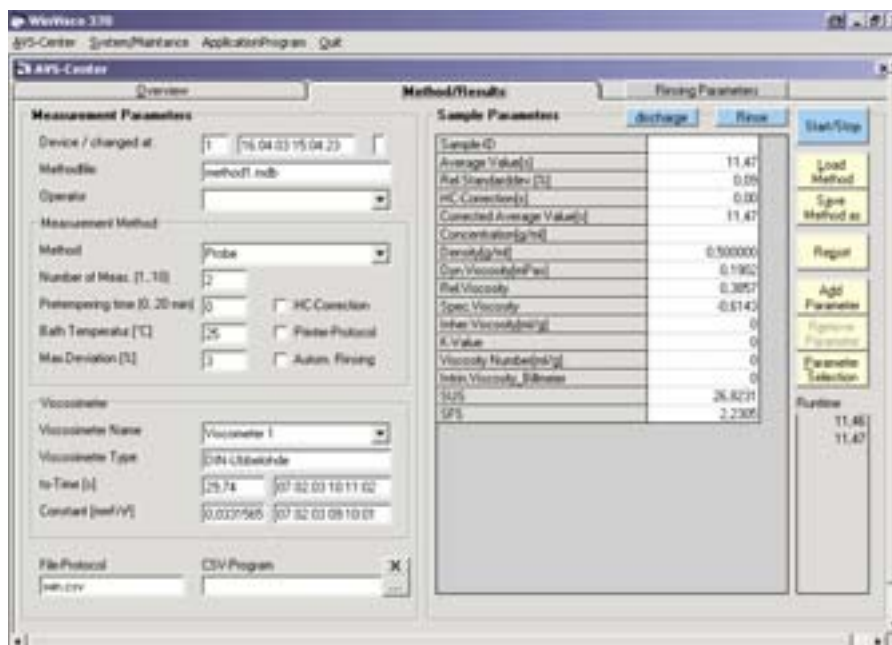 WinVisco 370
AVS-Center System/Maintance ApplicationProgram Quit
AVS-Center
Overview Method/Results Rinsing Parameters
Measurement Parameters
Device / changed at: 1 16.04.03 15:04:23
Methodfile method1.mdb
Operator
Measurement Method
Method Probe
Number of Meas. (1..10) 2
Pretempering time (0..20 min) 0 HC-Correction
Bath Temperatur [°C] 25 Printer-Protocol
Max.Deviation [%] 3 Autom. Rinsing
Viscosimeter
Viscosimeter Name Viscometer 1
Viscosimeter Type DIN-Ubbelohde
to-Time [s] 29,74 07.02.03 10:11:02
Constant 0,0331565 07.02.03 09:10:01
File-Protocol CSV-Program X
win.csv ...
Sample Parameters discharge Rinse
Sample-ID
Average Value[s] 11,47
Rel.Standarddev.[%] 0,09
HC-Correction[s] 0,00
Corrected Average Value[s] 11,47
Concentration[g/ml]
Density[g/ml] 0,500000
Dyn.Viscosity[mPas] 0.1902
Rel.Viscosity 0.3857
Spec.Viscosity -0.6143
Inher.Viscosity[ml/g] 0
K-Value 0
Viscosity Number[ml/g] 0
Intrin.Viscosity_Billmeier 0
SUS 26.8231
SFS 2.2305
Start/Stop
Load
Method
Save
Method as
Report
Add
Parameter
Remove
Parameter
Parameter
Selection
Runtime
11,46
11,47